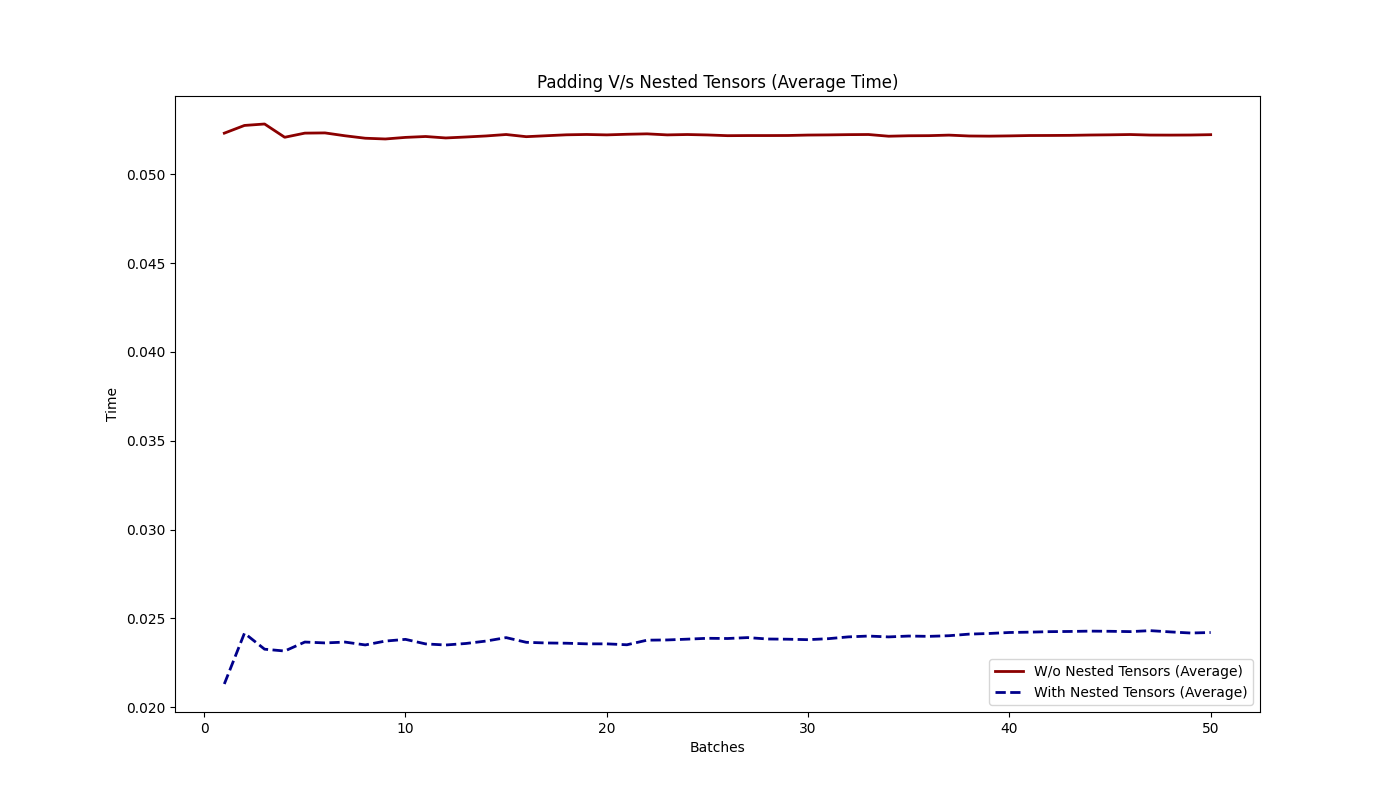 Padding V/s Nested Tensors (Average Time)
0.050
0.045
0.040
0.035
0.030
0.025
0.020
Time
0 10 20 30 40 50
Batches
W/o Nested Tensors (Average)
With Nested Tensors (Average)